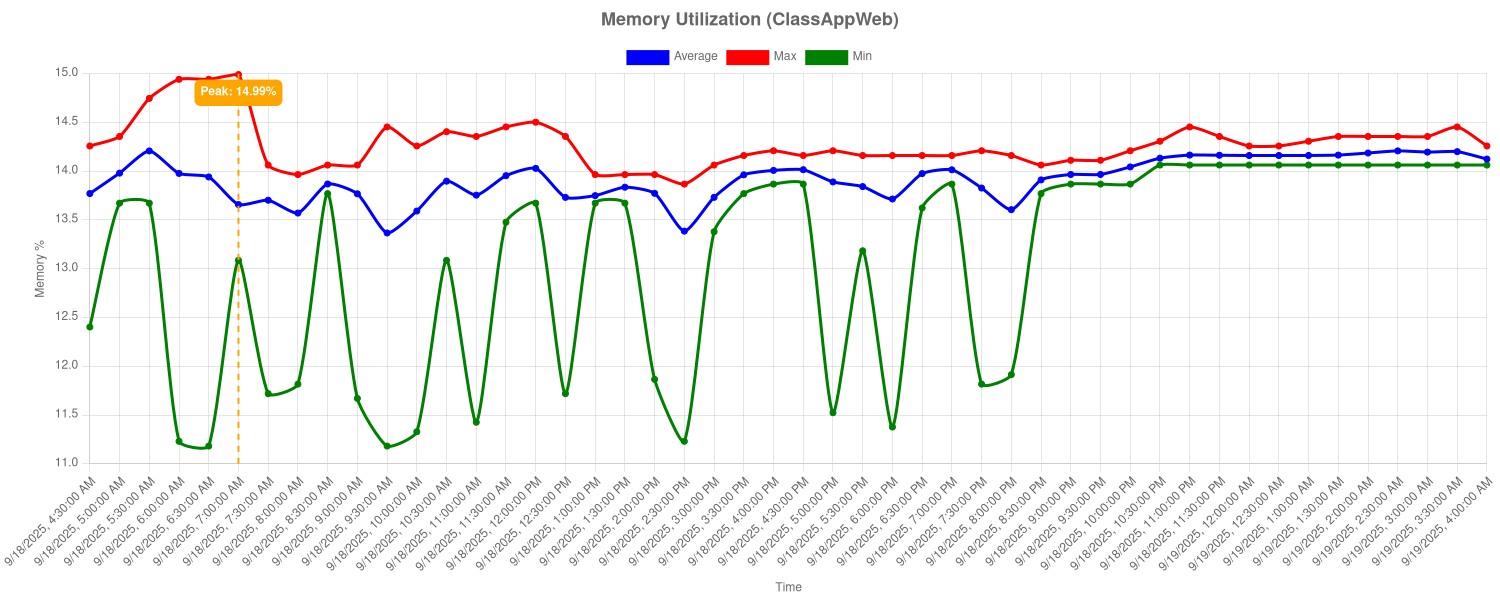 Memory Utilization (ClassAppWeb)
Average Max Min
15.0
Peak: 14.99%
14.5
14.0
13.5
13.0
12.5
12.0
11.5
11.0
Memory %
9/18/2025, 4:30:00 AM
9/18/2025, 5:00:00 AM
9/18/2025, 5:30:00 AM
9/18/2025, 6:00:00 AM
9/18/2025, 6:30:00 AM
9/18/2025, 7:00:00 AM
9/18/2025, 7:30:00 AM
9/18/2025, 8:00:00 AM
9/18/2025, 8:30:00 AM
9/18/2025, 9:00:00 AM
9/18/2025, 9:30:00 AM
9/18/2025, 10:00:00 AM
9/18/2025, 10:30:00 AM
9/18/2025, 11:00:00 AM
9/18/2025, 11:30:00 AM
9/18/2025, 12:00:00 PM
9/18/2025, 12:30:00 PM
9/18/2025, 1:00:00 PM
9/18/2025, 1:30:00 PM
9/18/2025, 2:00:00 PM
9/18/2025, 2:30:00 PM
9/18/2025, 3:00:00 PM
9/18/2025, 3:30:00 PM
9/18/2025, 4:00:00 PM
9/18/2025, 4:30:00 PM
9/18/2025, 5:00:00 PM
9/18/2025, 5:30:00 PM
9/18/2025, 6:00:00 PM
9/18/2025, 6:30:00 PM
9/18/2025, 7:00:00 PM
9/18/2025, 7:30:00 PM
9/18/2025, 8:00:00 PM
9/18/2025, 8:30:00 PM
9/18/2025, 9:00:00 PM
9/18/2025, 9:30:00 PM
9/18/2025, 10:00:00 PM
9/18/2025, 10:30:00 PM
9/18/2025, 11:00:00 PM
9/18/2025, 11:30:00 PM
9/19/2025, 12:00:00 AM
9/19/2025, 12:30:00 AM
9/19/2025, 1:00:00 AM
9/19/2025, 1:30:00 AM
9/19/2025, 2:00:00 AM
9/19/2025, 2:30:00 AM
9/19/2025, 3:00:00 AM
9/19/2025, 3:30:00 AM
9/19/2025, 4:00:00 AM
Time